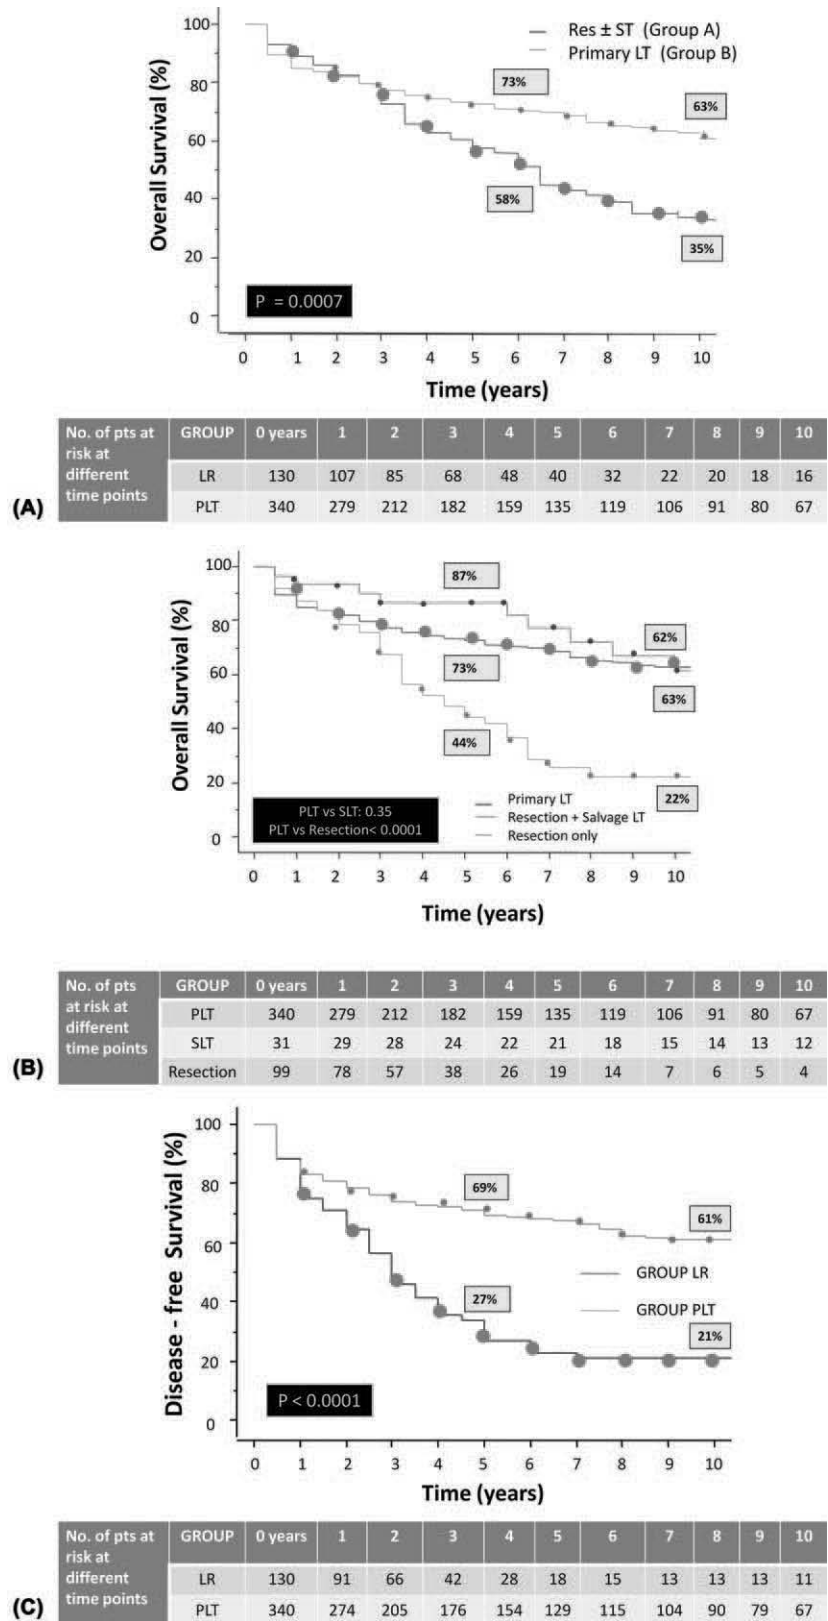 100
80
60
40
20
0
Overall Survival (%)
Res ± ST (Group A)
Primary LT (Group B)
73%
63%
58%
35%
P = 0.0007
0 1 2 3 4 5 6 7 8 9 10
Time (years)
(A)
No. of pts at risk at different time points
GROUP 0 years 1 2 3 4 5 6 7 8 9 10
LR 130 107 85 68 48 40 32 22 20 18 16
PLT 340 279 212 182 159 135 119 106 91 80 67
100
80
60
40
20
0
Overall Survival (%)
87%
62%
73%
63%
44%
22%
PLT vs SLT: 0.35
PLT vs Resection< 0.0001
Primary LT
Resection + Salvage LT
Resection only
0 1 2 3 4 5 6 7 8 9 10
Time (years)
(B)
No. of pts at risk at different time points
GROUP 0 years 1 2 3 4 5 6 7 8 9 10
PLT 340 279 212 182 159 135 119 106 91 80 67
SLT 31 29 28 24 22 21 18 15 14 13 12
Resection 99 78 57 38 26 19 14 7 6 5 4
100
80
60
40
20
0
Disease - free Survival (%)
69%
61%
GROUP LR
GROUP PLT
27%
21%
P < 0.0001
0 1 2 3 4 5 6 7 8 9 10
Time (years)
(C)
No. of pts at risk at different time points
GROUP 0 years 1 2 3 4 5 6 7 8 9 10
LR 130 91 66 42 28 18 15 13 13 13 11
PLT 340 274 205 176 154 129 115 104 90 79 67